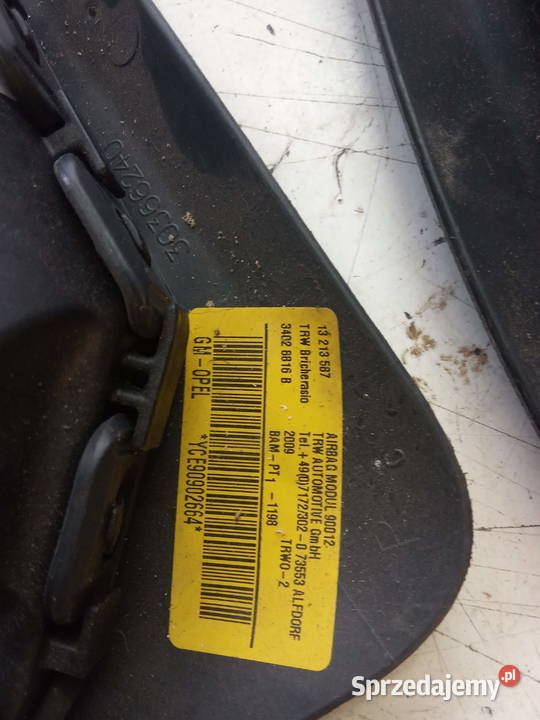 30366240
13 213 587
TRW Bricherasio
3402 8816 B
GM-OPEL
AIRBAG MODUL 90012
TRW AUTOMOTIVE GmbH
Tel.+49(0)7172/302-0 73553 ALFDORF
2009 TRWO-2
BAM-PT1 -1198
*YCE90902664*
Sprzedajemy.pl